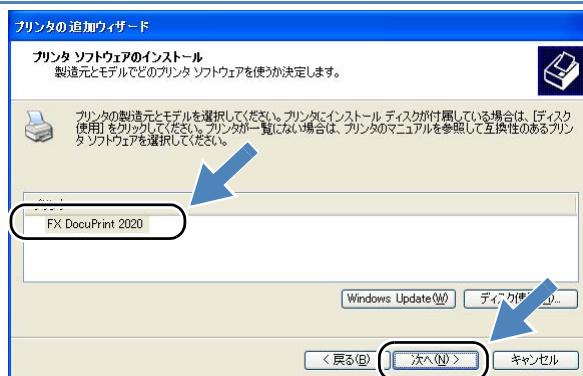 プリンタの追加ウィザード
プリンタ ソフトウェアのインストール
製造元とモデルでどのプリンタ ソフトウェアを使うか決定します。
プリンタの製造元とモデルを選択してください。プリンタにインストール ディスクが付属している場合は、[ディスク
使用] をクリックしてください。プリンタが一覧にない場合は、プリンタのマニュアルを参照して互換性のあるプリン
タ ソフトウェアを選択してください。
FX DocuPrint 2020
Windows Update(W)
< 戻る(B)
次へ(N) >
キャンセル